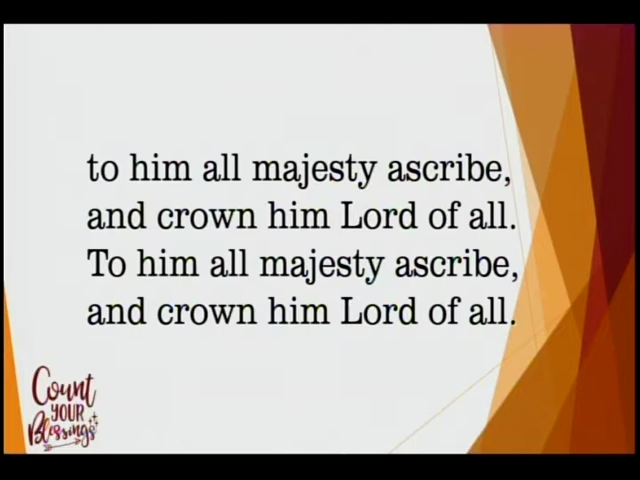 to him all majesty ascribe,
and crown him Lord of all.
To him all majesty ascribe,
and crown him Lord of all.
Count
YOUR
Blessings